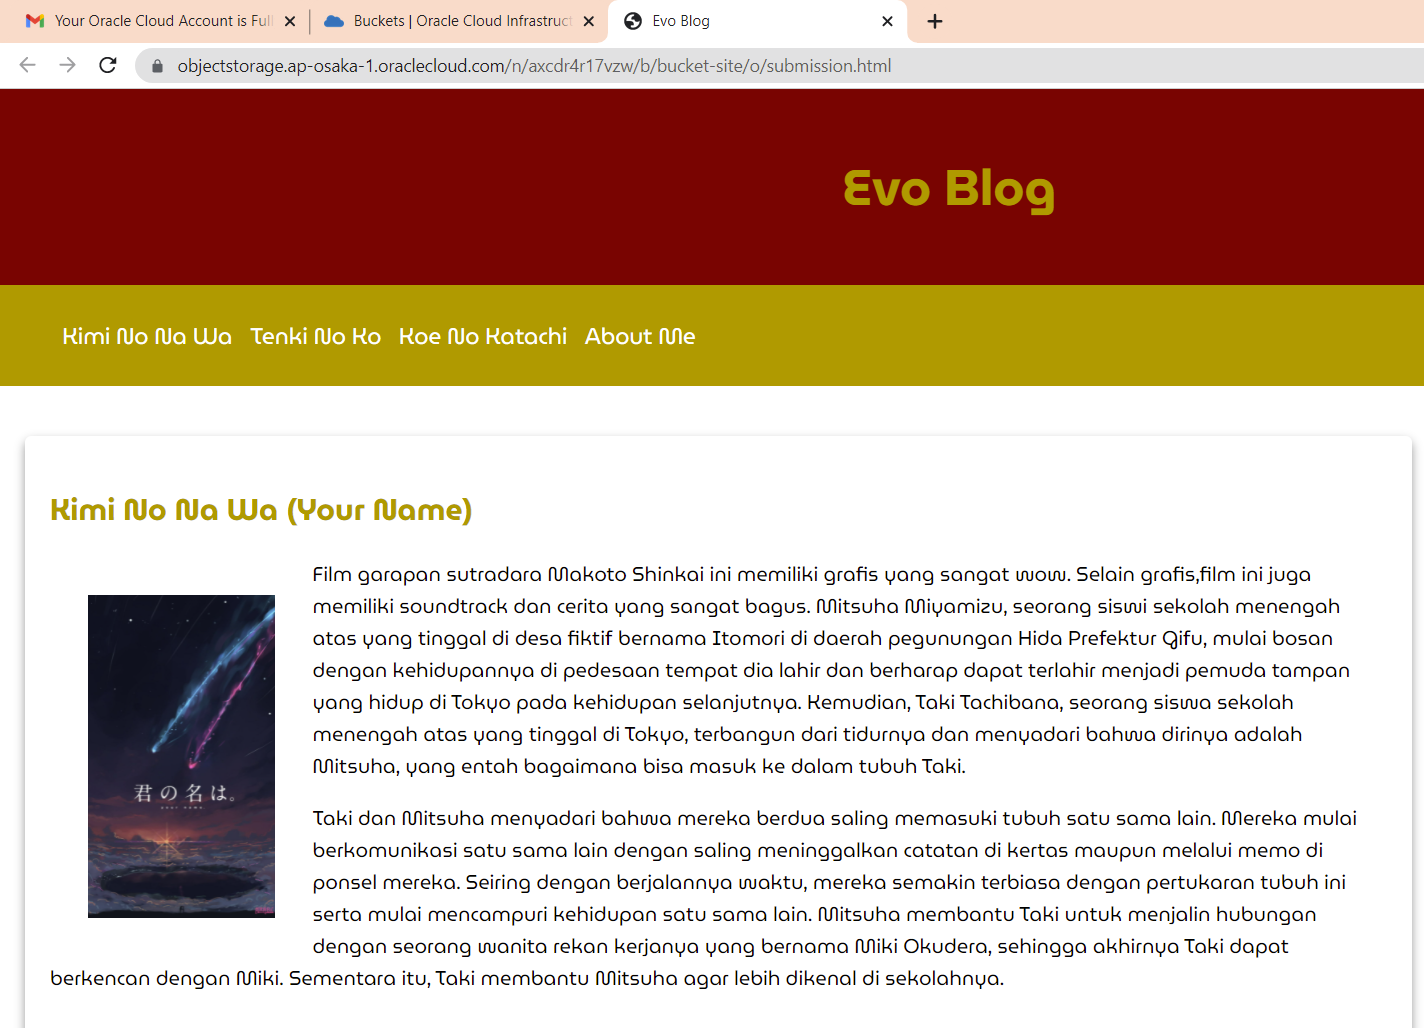 Your Oracle Cloud Account is Full
Buckets | Oracle Cloud Infrastruct
Evo Blog
objectstorage.ap-osaka-1.oraclecloud.com/n/axcdr4r17vzw/b/bucket-site/o/submission.html
Evo Blog
Kimi No Na Wa Tenki No Ko Koe No Katachi About Me
Kimi No Na Wa (Your Name)
Film garapan sutradara Makoto Shinkai ini memiliki grafis yang sangat wow. Selain grafis,film ini juga
memiliki soundtrack dan cerita yang sangat bagus. Mitsuha Miyamizu, seorang siswi sekolah menengah
atas yang tinggal di desa fiktif bernama Itomori di daerah pegunungan Hida Prefektur Gifu, mulai bosan
dengan kehidupannya di pedesaan tempat dia lahir dan berharap dapat terlahir menjadi pemuda tampan
yang hidup di Tokyo pada kehidupan selanjutnya. Kemudian, Taki Tachibana, seorang siswa sekolah
menengah atas yang tinggal di Tokyo, terbangun dari tidurnya dan menyadari bahwa dirinya adalah
Mitsuha, yang entah bagaimana bisa masuk ke dalam tubuh Taki.
君の名は。
your name.
Taki dan Mitsuha menyadari bahwa mereka berdua saling memasuki tubuh satu sama lain. Mereka mulai
berkomunikasi satu sama lain dengan saling meninggalkan catatan di kertas maupun melalui memo di
ponsel mereka. Seiring dengan berjalannya waktu, mereka semakin terbiasa dengan pertukaran tubuh ini
serta mulai mencampuri kehidupan satu sama lain. Mitsuha membantu Taki untuk menjalin hubungan
dengan seorang wanita rekan kerjanya yang bernama Miki Okudera, sehingga akhirnya Taki dapat
berkencan dengan Miki. Sementara itu, Taki membantu Mitsuha agar lebih dikenal di sekolahnya.